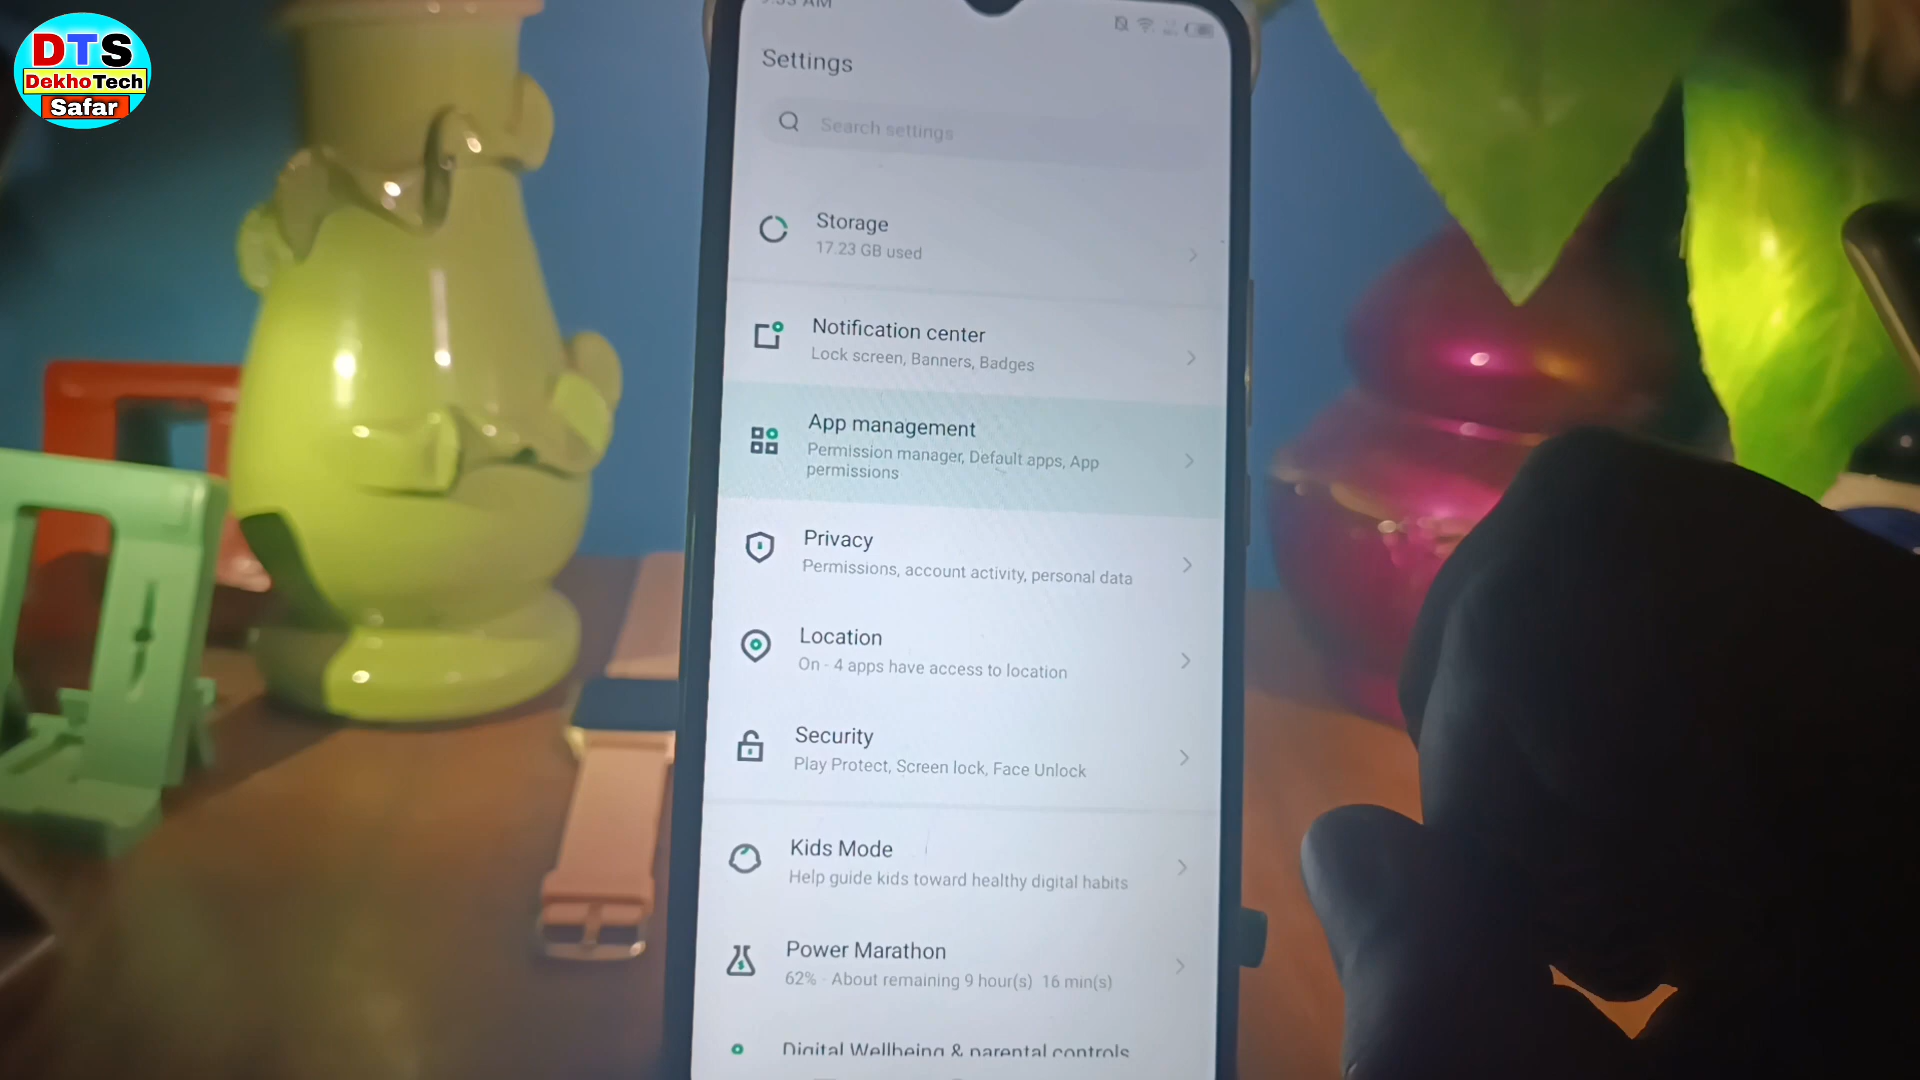 DTS
DekhoTech
Safar
Settings
Search settings
Storage
17.23 GB used
Notification center
Lock screen, Banners, Badges
App management
Permission manager, Default apps, App
permissions
Privacy
Permissions, account activity, personal data
Location
On - 4 apps have access to location
Security
Play Protect, Screen lock, Face Unlock
Kids Mode
Help guide kids toward healthy digital habits
Power Marathon
62% - About remaining 9 hour(s) 16 min(s)
Digital Wellbeing & parental controls